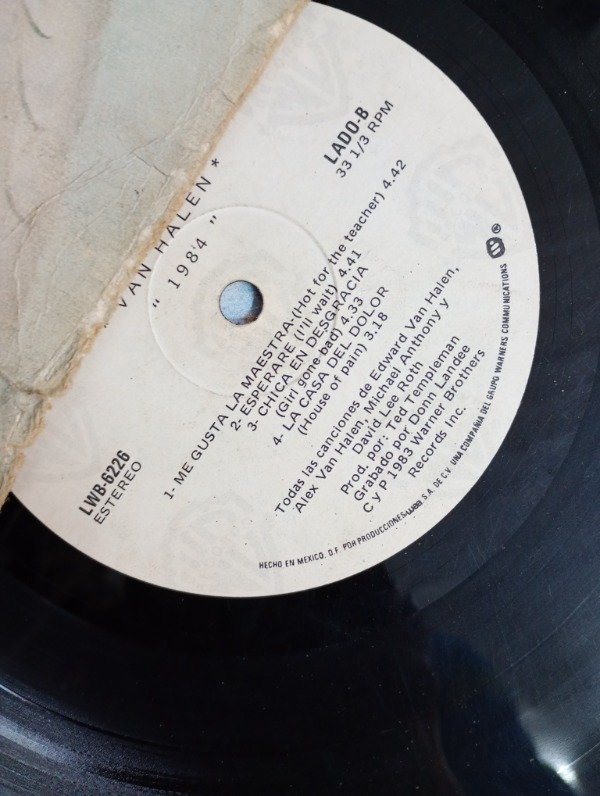 VAN HALEN *
" 1984 "
LADO-B
33 1/3 RPM
LWB-6226
ESTEREO
1- ME GUSTA LA MAESTRA:(Hot for the teacher) 4.42
2- ESPERARE (I'll wait) 4.41
3- CHICA EN DESGRACIA
(Girl gone bad) 4.33
4- LA CASA DEL DOLOR
(House of pain) 3.18
Todas las canciones de Edward Van Halen,
Alex Van Halen, Michael Anthony y
David Lee Roth
Prod. por: Ted Templeman
Grabado por Donn Landee
C y P 1983 Warner Brothers
Records Inc.
HECHO EN MEXICO, D.F. POR PRODUCCIONES WEA S.A. DE C.V. UNA COMPAÑIA DEL GRUPO WARNERS COMMUNICATIONS ®